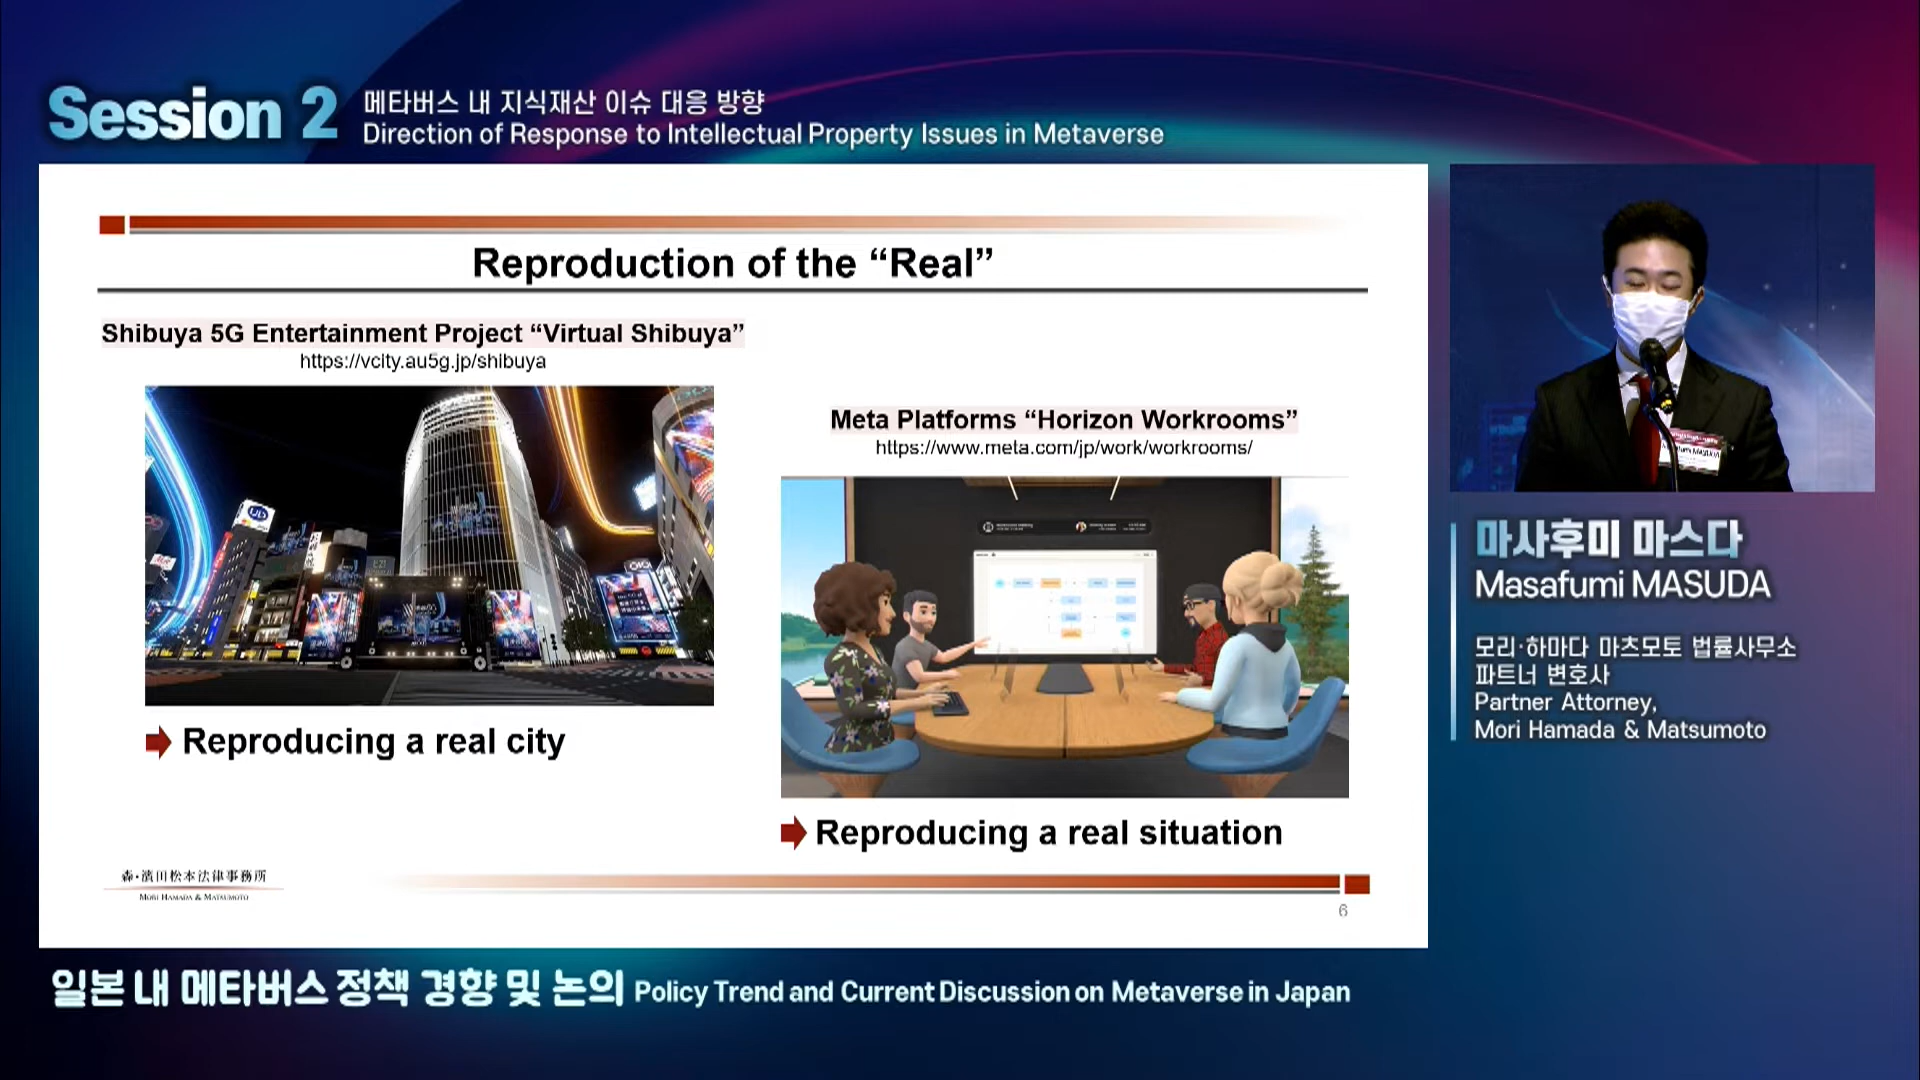 Session 2
메타버스 내 지식재산 이슈 대응 방향
Direction of Response to Intellectual Property Issues in Metaverse
Reproduction of the “Real”
Shibuya 5G Entertainment Project “Virtual Shibuya”
https://vcity.au5g.jp/shibuya
Reproducing a real city
Meta Platforms “Horizon Workrooms”
https://www.meta.com/jp/work/workrooms/
Reproducing a real situation
森・濱田松本法律事務所
MORI HAMADA & MATSUMOTO
6
마사후미 마스다
Masafumi MASUDA
모리·하마다 마츠모토 법률사무소
파트너 변호사
Partner Attorney,
Mori Hamada & Matsumoto
일본 내 메타버스 정책 경향 및 논의 Policy Trend and Current Discussion on Metaverse in Japan